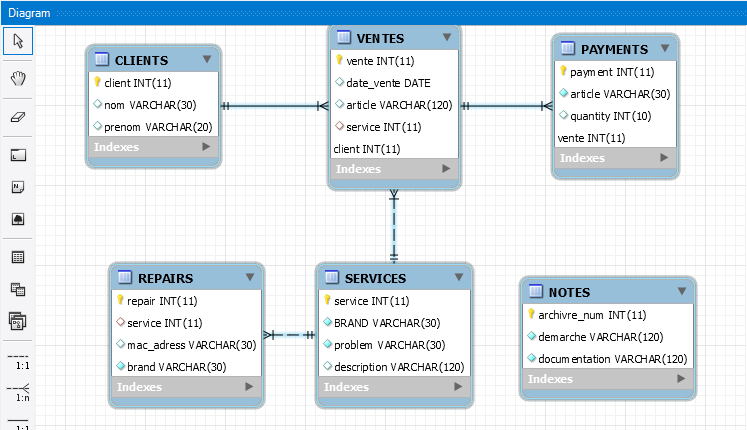 Diagram
CLIENTS
client INT(11)
nom VARCHAR(30)
prenom VARCHAR(20)
Indexes
VENTES
vente INT(11)
date_vente DATE
article VARCHAR(120)
service INT(11)
client INT(11)
Indexes
PAYMENTS
payment INT(11)
article VARCHAR(30)
quantity INT(10)
vente INT(11)
Indexes
REPAIRS
repair INT(11)
service INT(11)
mac_adress VARCHAR(30)
brand VARCHAR(30)
Indexes
SERVICES
service INT(11)
BRAND VARCHAR(30)
problem VARCHAR(30)
description VARCHAR(120)
Indexes
NOTES
archivre_num INT(11)
demarche VARCHAR(120)
documentation VARCHAR(120)
Indexes
1:1
1:n
1:1